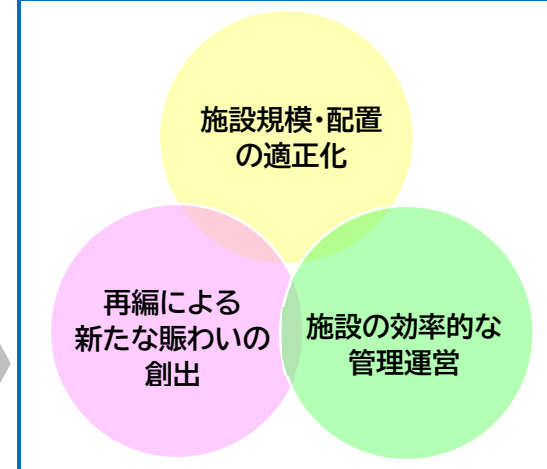 施設規模・配置
の適正化
再編による
新たな賑わいの
創出
施設の効率的な
管理運営